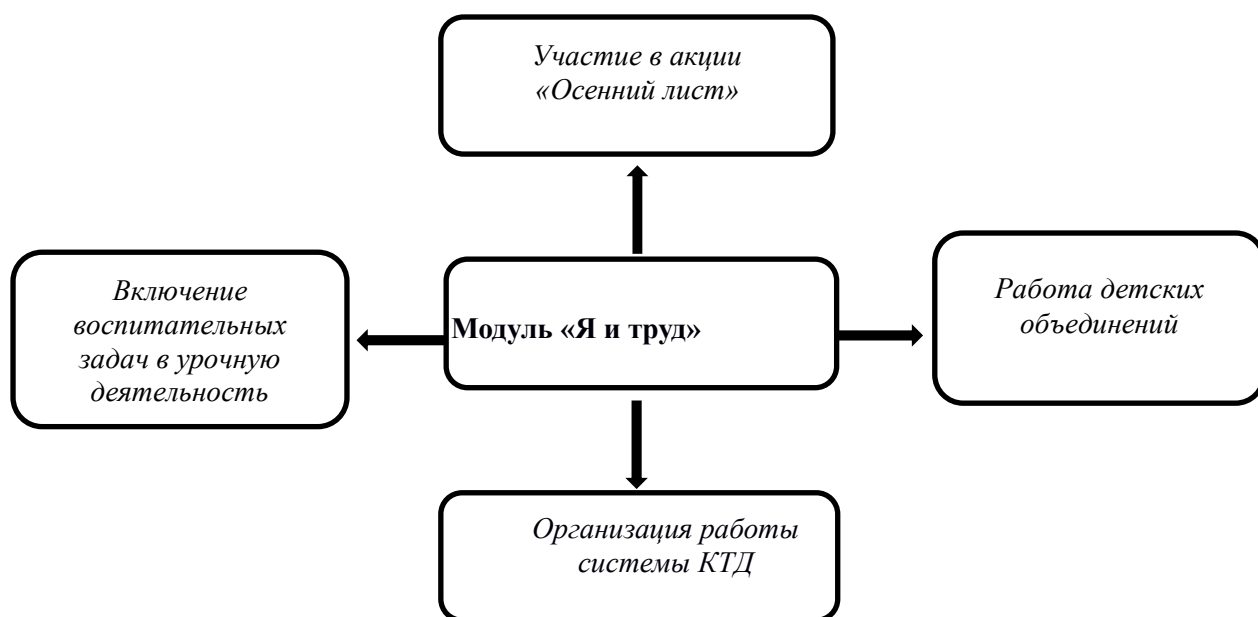 Участие в акции
«Осенний лист»
Включение
воспитательных
задач в урочную
деятельность
Модуль «Я и труд»
Работа детских
объединений
Организация работы
системы КТД